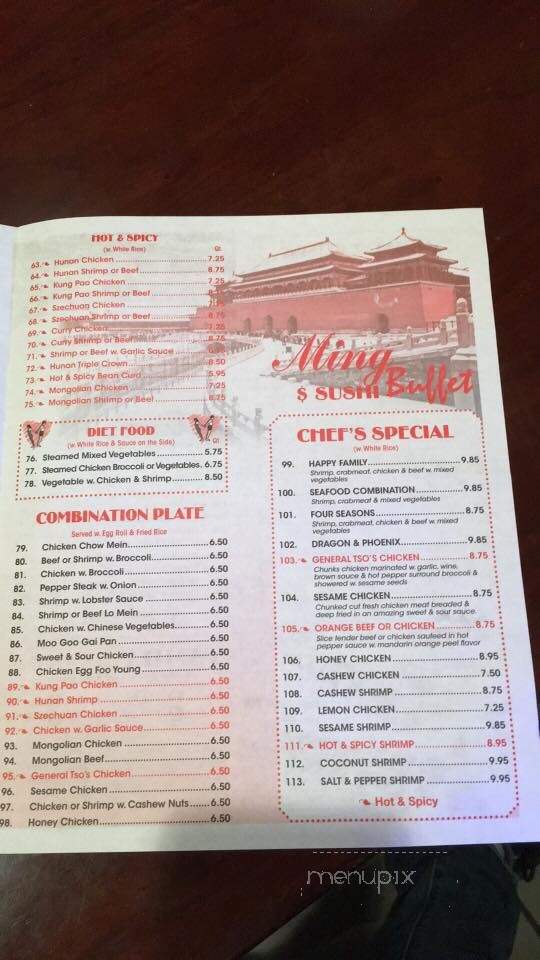 HOT & SPICY
(w. White Rice)
Qt.
63. Hunan Chicken 7.25
64. Hunan Shrimp or Beef 8.75
65. Kung Pao Chicken 7.25
66. Kung Pao Shrimp or Beef 8.75
67. Szechuan Chicken
68. Szechuan Shrimp or Beef 8.75
69. Curry Chicken
70. Curry Shrimp or Beef
71. Shrimp or Beef w. Garlic Sauce
72. Hunan Triple Crown 8.50
73. Hot & Spicy Bean Curd 5.95
74. Mongolian Chicken 7.25
75. Mongolian Shrimp or Beef 8.25
DIET FOOD
(w. White Rice & Sauce on the Side)
Qt
76. Steamed Mixed Vegetables 5.75
77. Steamed Chicken Broccoli or Vegetables. 6.75
78. Vegetable w. Chicken & Shrimp 8.50
COMBINATION PLATE
Served w. Egg Roll & Fried Rice
79. Chicken Chow Mein 6.50
80. Beef or Shrimp w. Broccoli 6.50
81. Chicken w. Broccoli 6.50
82. Pepper Steak w. Onion 6.50
83. Shrimp w. Lobster Sauce 6.50
84. Shrimp or Beef Lo Mein 6.50
85. Chicken w. Chinese Vegetables 6.50
86. Moo Goo Gai Pan 6.50
87. Sweet & Sour Chicken 6.50
88. Chicken Egg Foo Young 6.50
89. Kung Pao Chicken 6.50
90. Hunan Shrimp 6.50
91. Szechuan Chicken 6.50
92. Chicken w. Garlic Sauce 6.50
93. Mongolian Chicken 6.50
94. Mongolian Beef 6.50
95. General Tso's Chicken 6.50
96. Sesame Chicken 6.50
97. Chicken or Shrimp w. Cashew Nuts 6.50
98. Honey Chicken 6.50
Ming Buffet
$ SUSHI
CHEF'S SPECIAL
(w. White Rice)
99. HAPPY FAMILY 9.85
Shrimp, crabmeat, chicken & beef w. mixed
vegetables
100. SEAFOOD COMBINATION 9.85
Shrimp, crabmeat & mixed vegetables
101. FOUR SEASONS 8.75
Shrimp, crabmeat, chicken & beef w. mixed
vegetables
102. DRAGON & PHOENIX 9.85
103. GENERAL TSO'S CHICKEN 8.75
Chunks chicken marinated w. garlic, wine,
brown sauce & hot pepper surround broccoli &
showered w. sesame seeds
104. SESAME CHICKEN 8.75
Chunked cut fresh chicken meat breaded &
deep fried in an amazing sweet & sour sauce.
105. ORANGE BEEF OR CHICKEN 8.75
Slice tender beef or chicken sauteed in hot
pepper sauce w. mandarin orange peel flavor
106. HONEY CHICKEN 8.95
107. CASHEW CHICKEN 7.50
108. CASHEW SHRIMP 8.75
109. LEMON CHICKEN 7.25
110. SESAME SHRIMP 9.85
111. HOT & SPICY SHRIMP 8.95
112. COCONUT SHRIMP 9.95
113. SALT & PEPPER SHRIMP 9.95
Hot & Spicy
menupix